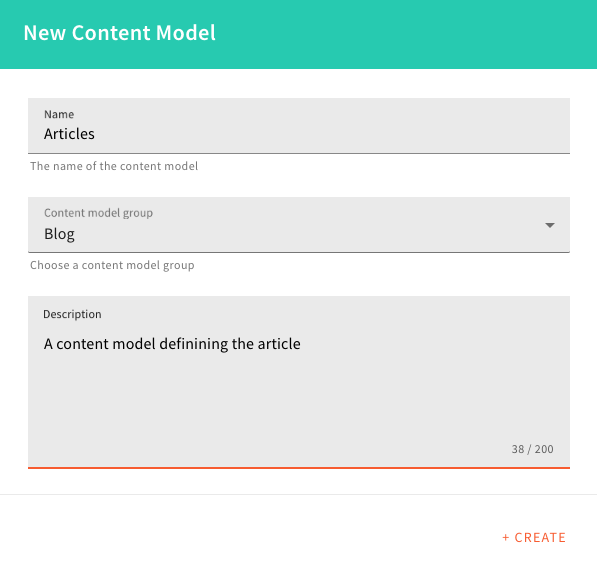 New Content Model
Name
Articles
The name of the content model
Content model group
Blog
Choose a content model group
Description
A content model definining the article
38 / 200
+ CREATE